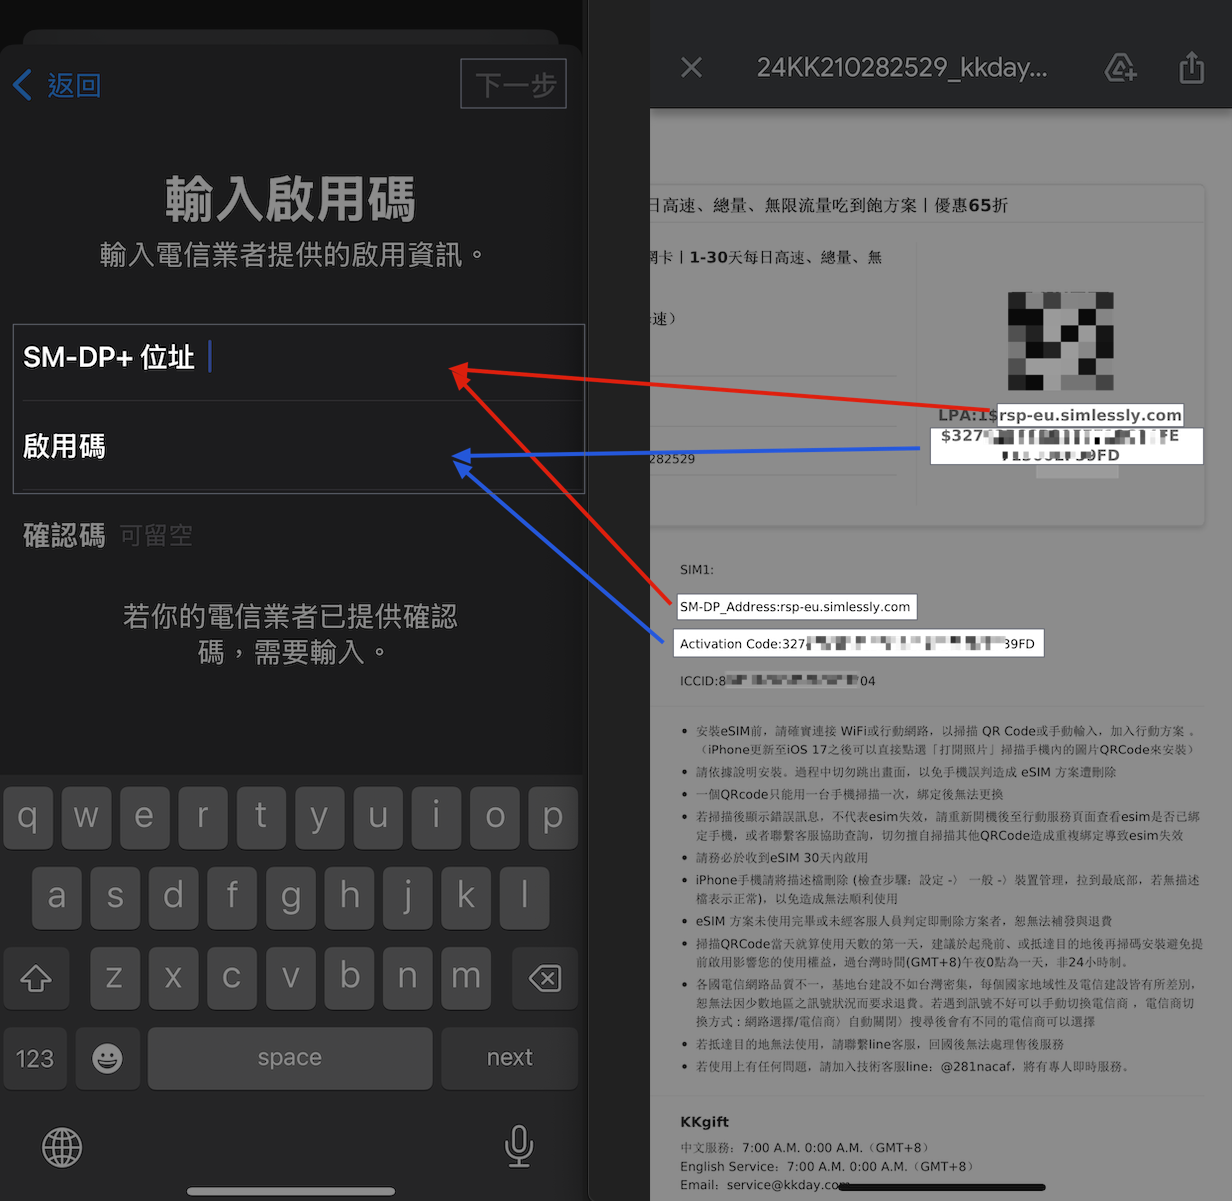 返回
下一步
輸入啟用碼
輸入電信業者提供的啟用資訊。
SM-DP+ 位址
啟用碼
確認碼 可留空
若你的電信業者已提供確認
碼，需要輸入。
q w e r t y u i o p
a s d f g h j k l
z x c v b n m
123 space next
24KK210282529_kkday...
日高速、總量、無限流量吃到飽方案丨優惠65折
網卡丨1-30天每日高速、總量、無
速）
LPA:1$rsp-eu.simlessly.com
$327 FE
9FD
282529
SIM1:
SM-DP_Address:rsp-eu.simlessly.com
Activation Code:327 39FD
ICCID:8 04
• 安裝eSIM前，請確實連接 WiFi或行動網路，以掃描 QR Code或手動輸入，加入行動方案 。
（iPhone更新至iOS 17之後可以直接點選「打開照片」掃描手機內的圖片QRCode來安裝）
• 請依據說明安裝。過程中切勿跳出畫面，以免手機誤判造成 eSIM 方案遭刪除
• 一個QRcode只能用一台手機掃描一次，綁定後無法更換
• 若掃描後顯示錯誤訊息，不代表esim失效，請重新開機後至行動服務頁面查看esim是否已綁
定手機，或者聯繫客服協助查詢，切勿擅自掃描其他QRCode造成重複綁定導致esim失效
• 請務必於收到eSIM 30天內啟用
• iPhone手機請將描述檔刪除 (檢查步驟：設定 -〉 一般 -〉裝置管理，拉到最底部，若無描述
檔表示正常)，以免造成無法順利使用
• eSIM 方案未使用完畢或未經客服人員判定即刪除方案者，恕無法補發與退費
• 掃描QRCode當天就算使用天數的第一天，建議於起飛前、或抵達目的地後再掃碼安裝避免提
前啟用影響您的使用權益，過台灣時間(GMT+8)午夜0點為一天，非24小時制。
• 各國電信網路品質不一，基地台建設不如台灣密集，每個國家地域性及電信建設皆有所差別，
恕無法因少數地區之訊號狀況而要求退費。若遇到訊號不好可以手動切換電信商 ，電信商切
換方式：網路選擇/電信商〉自動關閉〉搜尋後會有不同的電信商可以選擇
• 若抵達目的地無法使用，請聯繫line客服，回國後無法處理售後服務
• 若使用上有任何問題，請加入技術客服line：@281nacaf，將有專人即時服務。
KKgift
中文服務：7:00 A.M. 0:00 A.M.（GMT+8）
English Service：7:00 A.M. 0:00 A.M.（GMT+8）
Email： service@kkday.com